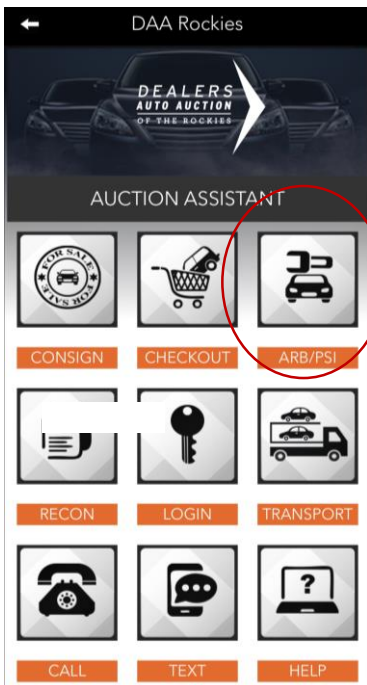 DAA Rockies
DEALERS
AUTO AUCTION
OF THE ROCKIES
AUCTION ASSISTANT
FOR SALE
FOR SALE
CONSIGN
CHECKOUT
ARB/PSI
?
RECON
LOGIN
TRANSPORT
CALL
TEXT
HELP